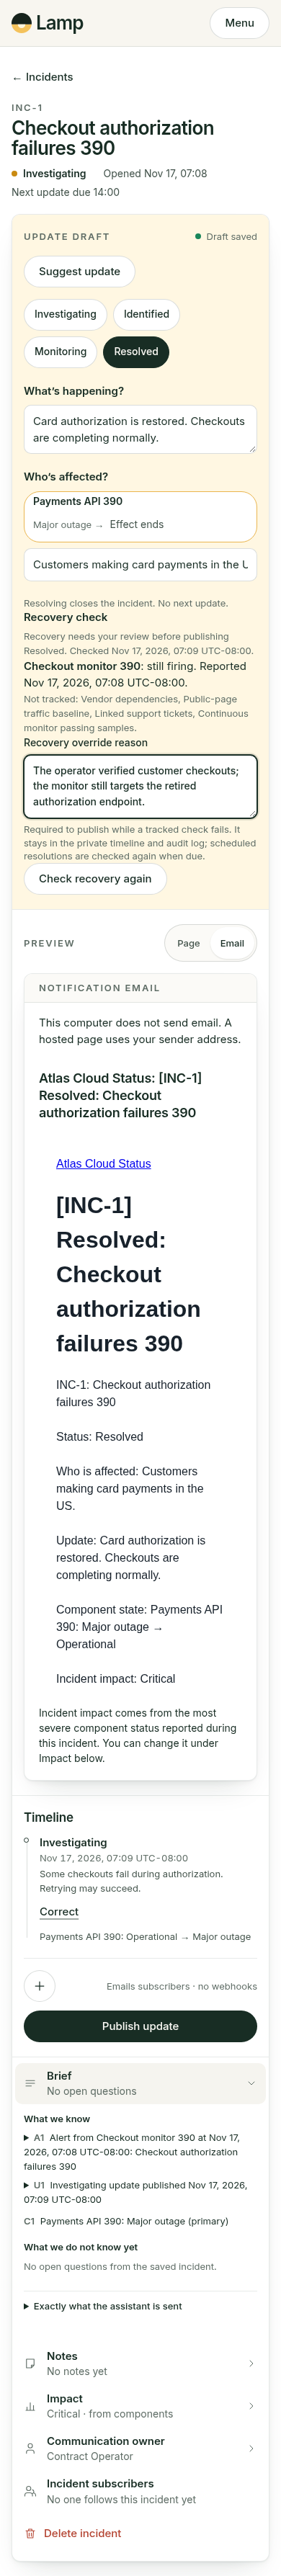 Lamp
Menu
← Incidents
INC-1
Checkout authorization
failures 390
Investigating Opened Nov 17, 07:08
Next update due 14:00
UPDATE DRAFT
Draft saved
Suggest update
Investigating
Identified
Monitoring
Resolved
What's happening?
Card authorization is restored. Checkouts
are completing normally.
Who's affected?
Payments API 390
Major outage → Effect ends
Customers making card payments in the U
Resolving closes the incident. No next update.
Recovery check
Recovery needs your review before publishing
Resolved. Checked Nov 17, 2026, 07:09 UTC-08:00.
Checkout monitor 390: still firing. Reported
Nov 17, 2026, 07:08 UTC-08:00.
Not tracked: Vendor dependencies, Public-page
traffic baseline, Linked support tickets, Continuous
monitor passing samples.
Recovery override reason
The operator verified customer checkouts;
the monitor still targets the retired
authorization endpoint.
Required to publish while a tracked check fails. It
stays in the private timeline and audit log; scheduled
resolutions are checked again when due.
Check recovery again
PREVIEW
Page
Email
NOTIFICATION EMAIL
This computer does not send email. A
hosted page uses your sender address.
Atlas Cloud Status: [INC-1]
Resolved: Checkout
authorization failures 390
Atlas Cloud Status
[INC-1]
Resolved:
Checkout
authorization
failures 390
INC-1: Checkout authorization
failures 390
Status: Resolved
Who is affected: Customers
making card payments in the
US.
Update: Card authorization is
restored. Checkouts are
completing normally.
Component state: Payments API
390: Major outage →
Operational
Incident impact: Critical
Incident impact comes from the most
severe component status reported during
this incident. You can change it under
Impact below.
Timeline
Investigating
Nov 17, 2026, 07:09 UTC-08:00
Some checkouts fail during authorization.
Retrying may succeed.
Correct
Payments API 390: Operational → Major outage
Emails subscribers · no webhooks
Publish update
Brief
No open questions
What we know
A1 Alert from Checkout monitor 390 at Nov 17,
2026, 07:08 UTC-08:00: Checkout authorization
failures 390
U1 Investigating update published Nov 17, 2026,
07:09 UTC-08:00
C1 Payments API 390: Major outage (primary)
What we do not know yet
No open questions from the saved incident.
Exactly what the assistant is sent
Notes
No notes yet
Impact
Critical · from components
Communication owner
Contract Operator
Incident subscribers
No one follows this incident yet
Delete incident